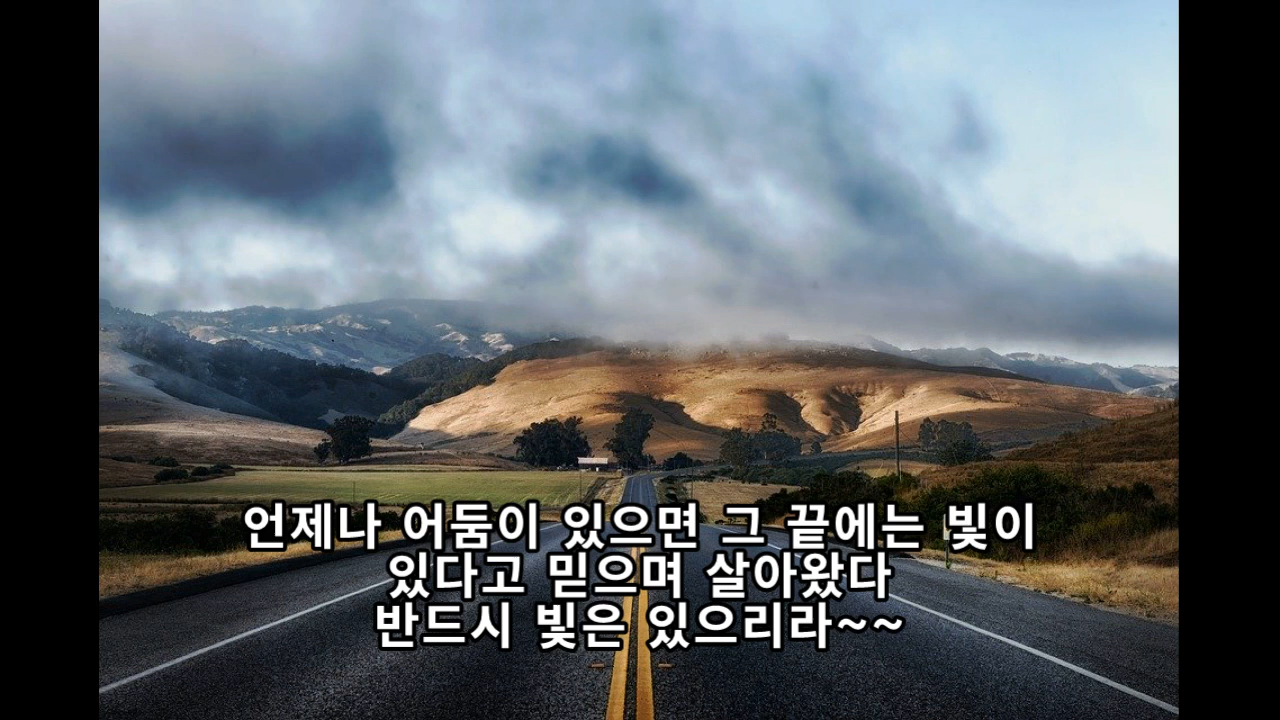 언제나 어둠이 있으면 그 끝에는 빛이
있다고 믿으며 살아왔다
반드시 빛은 있으리라~~